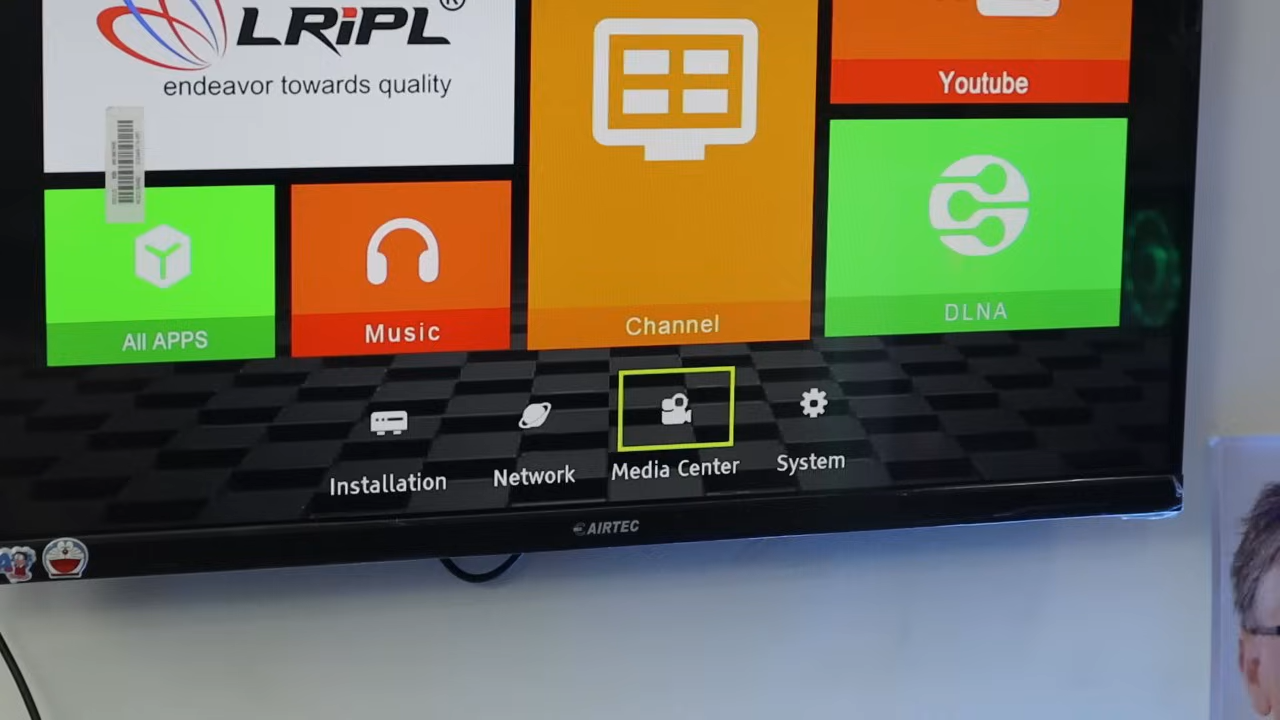 LRiPL®
endeavor towards quality
Youtube
All APPS
Music
Channel
DLNA
Installation
Network
Media Center
System
AIRTEC